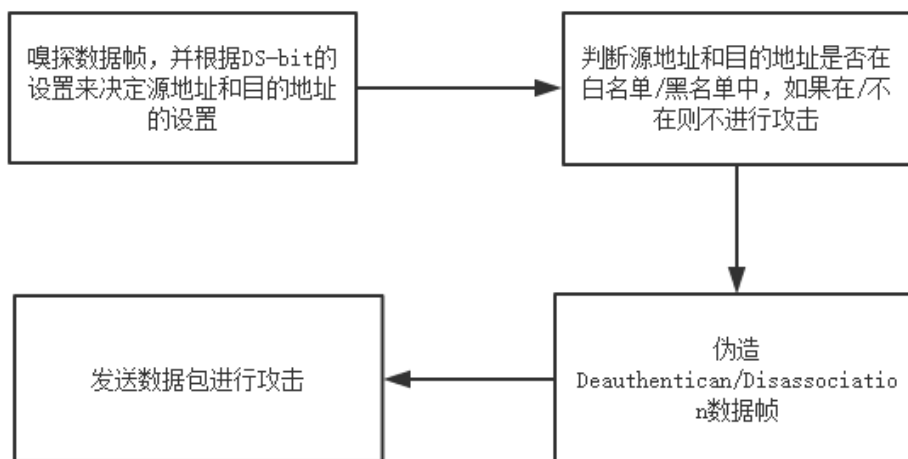 嗅探数据帧，并根据DS-bit的
设置来决定源地址和目的地址
的设置
判断源地址和目的地址是否在
白名单/黑名单中，如果在/不
在则不进行攻击
发送数据包进行攻击
伪造
Deauthentican/Disassociatio
n数据帧